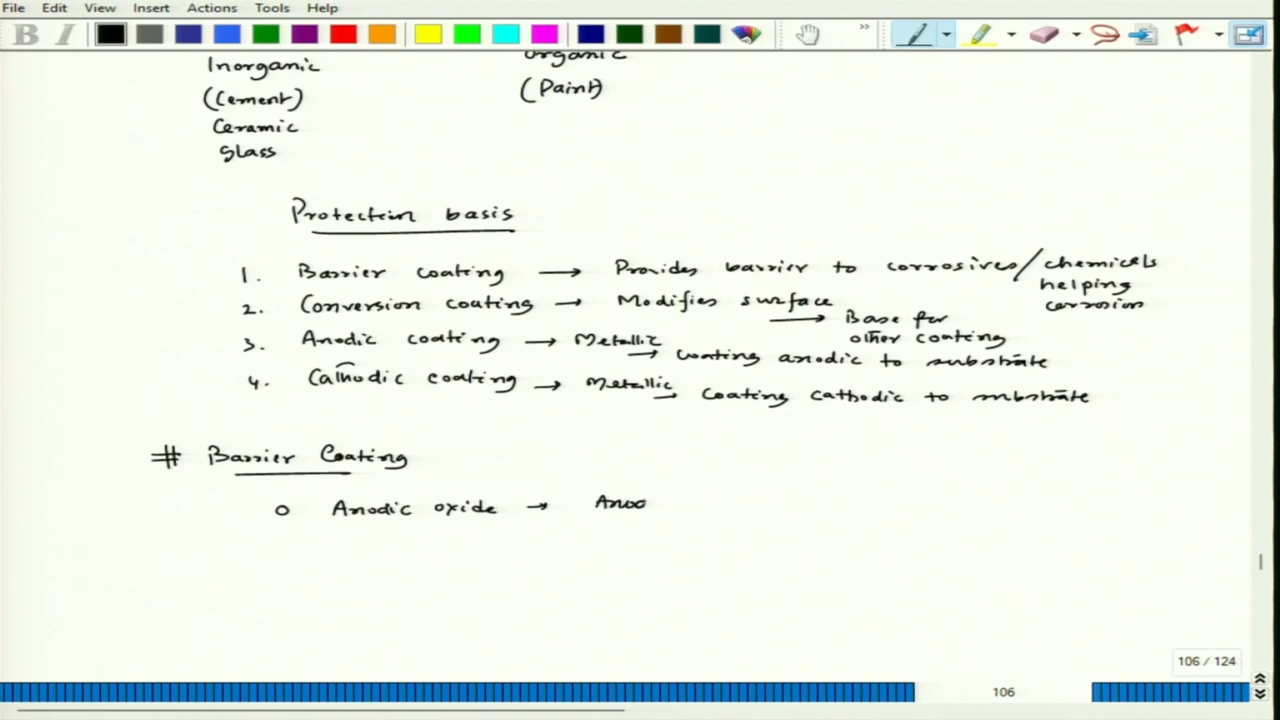 File Edit View Insert Actions Tools Help
B I
Inorganic
organic
(Cement)
(Paint)
Ceramic
Glass
Protection basis
1. Barrier coating → Provides barrier to corrosives/chemicals
helping
corrosion
2. Conversion coating → Modifies surface
→ Base for
other coating
3. Anodic coating → Metallic
→ coating anodic to substrate
4. Cathodic coating → Metallic
→ coating cathodic to substrate
# Barrier Coating
o Anodic oxide → Anod
106 / 124
106